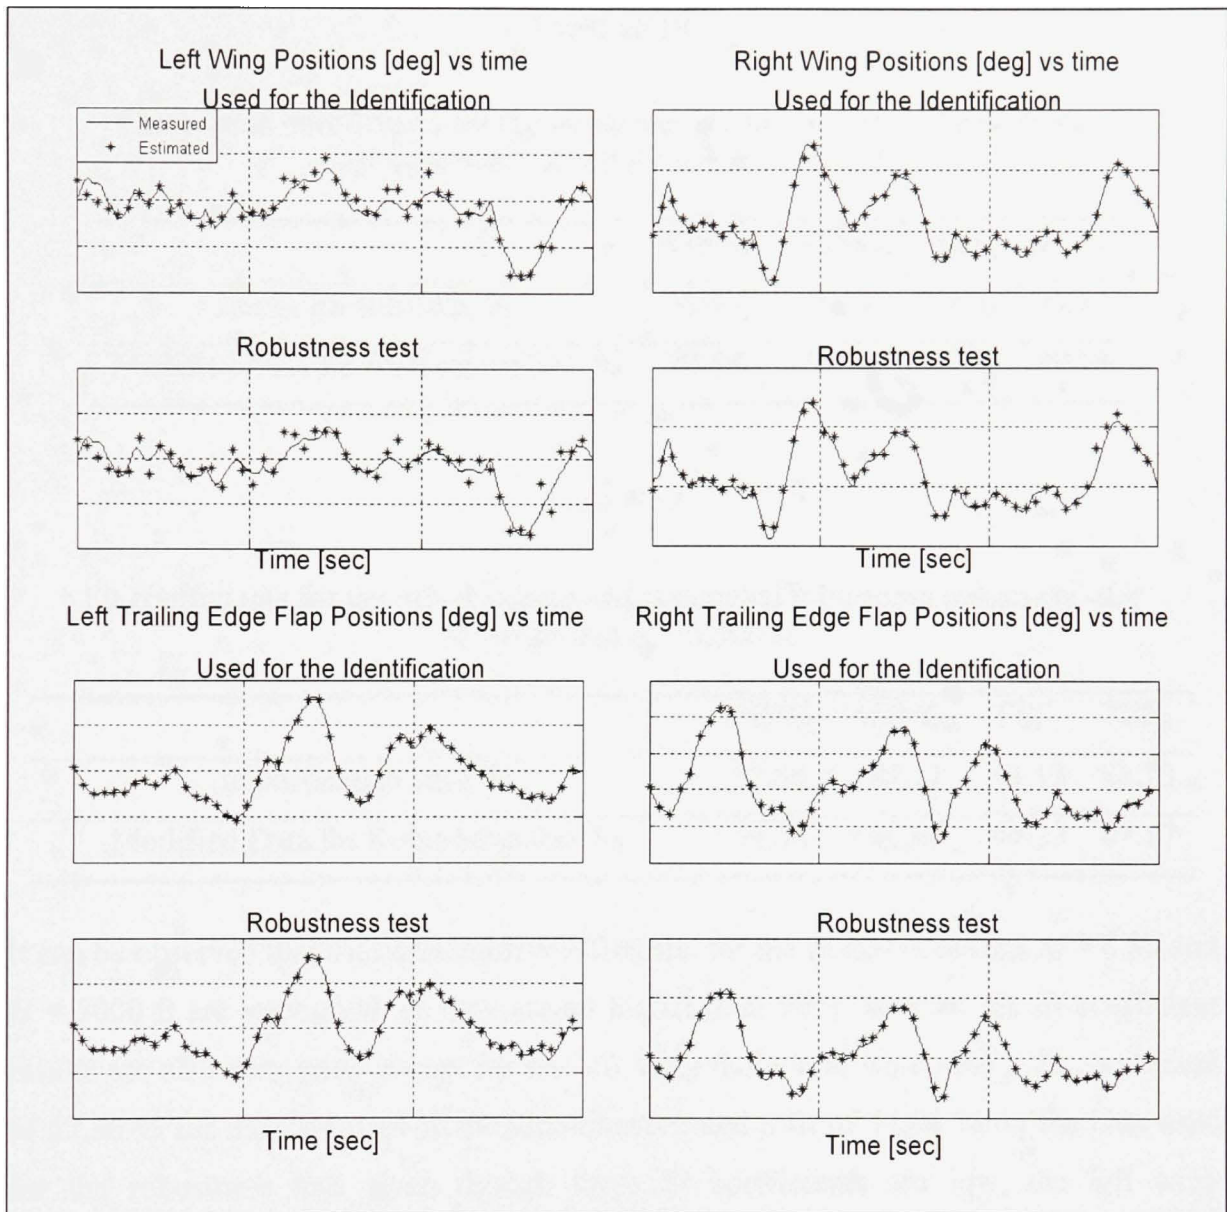 Left Wing Positions [deg] vs time
Used for the Identification
Measured
Estimated
Robustness test
Time [sec]
Right Wing Positions [deg] vs time
Used for the Identification
Robustness test
Time [sec]
Left Trailing Edge Flap Positions [deg] vs time
Used for the Identification
Robustness test
Time [sec]
Right Trailing Edge Flap Positions [deg] vs time
Used for the Identification
Robustness test
Time [sec]